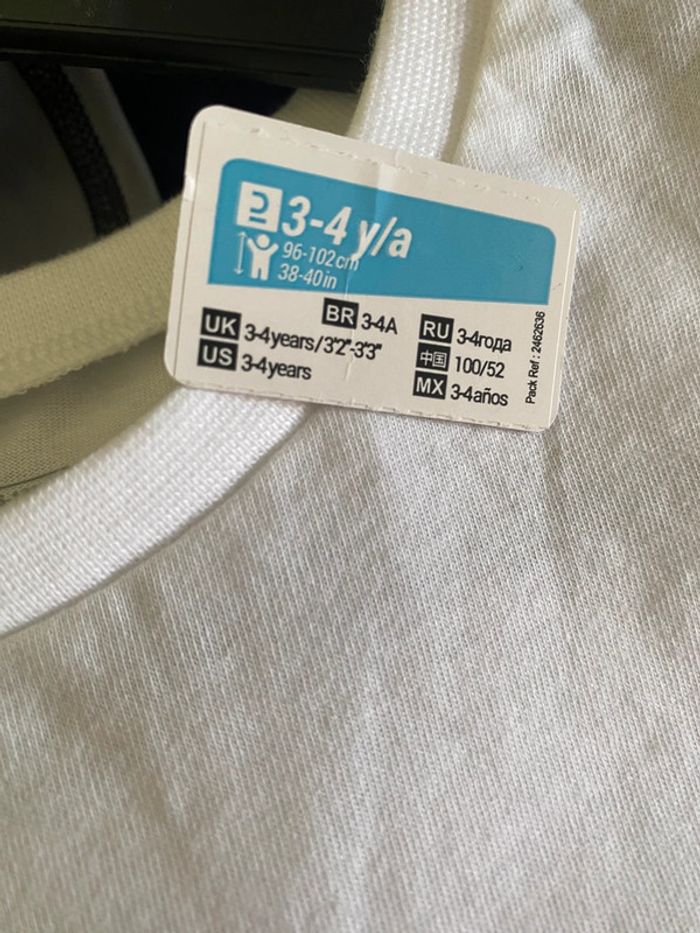 3-4 y/a
96-102cm
38-40in
UK 3-4years/3'2"-3'3"
US 3-4years
BR 3-4A
RU 3-4года
中国 100/52
MX 3-4años
Pack Ref : 2462636